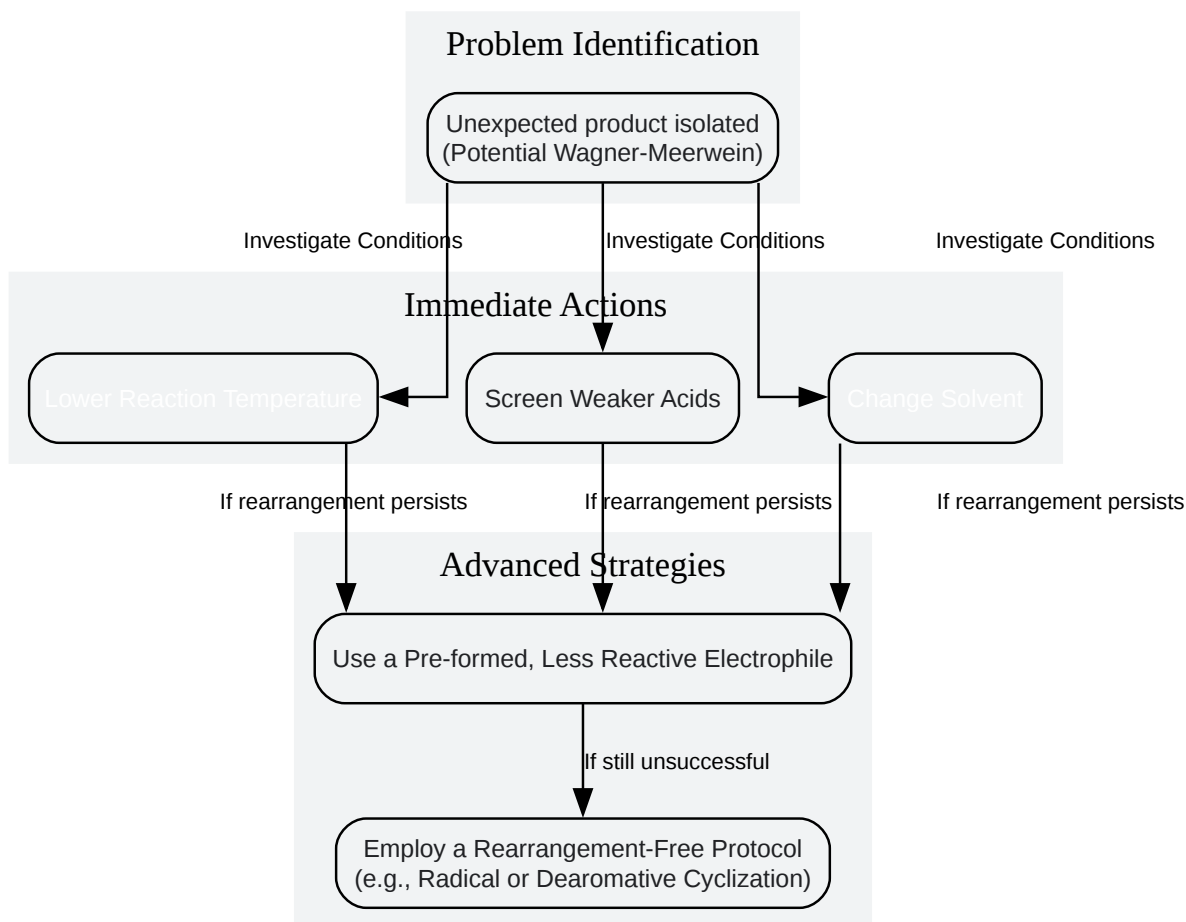 Problem Identification
Unexpected product isolated
(Potential Wagner-Meerwein)
Investigate Conditions
Investigate Conditions
Investigate Conditions
Immediate Actions
Lower Reaction Temperature
Screen Weaker Acids
Change Solvent
If rearrangement persists
If rearrangement persists
If rearrangement persists
Advanced Strategies
Use a Pre-formed, Less Reactive Electrophile
If still unsuccessful
Employ a Rearrangement-Free Protocol
(e.g., Radical or Dearomative Cyclization)